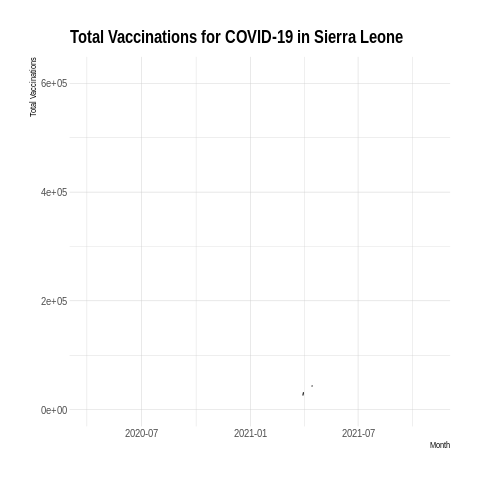 Total Vaccinations for COVID-19 in Sierra Leone
Total Vaccinations
6e+05
4e+05
2e+05
0e+00
2020-07
2021-01
2021-07
Month